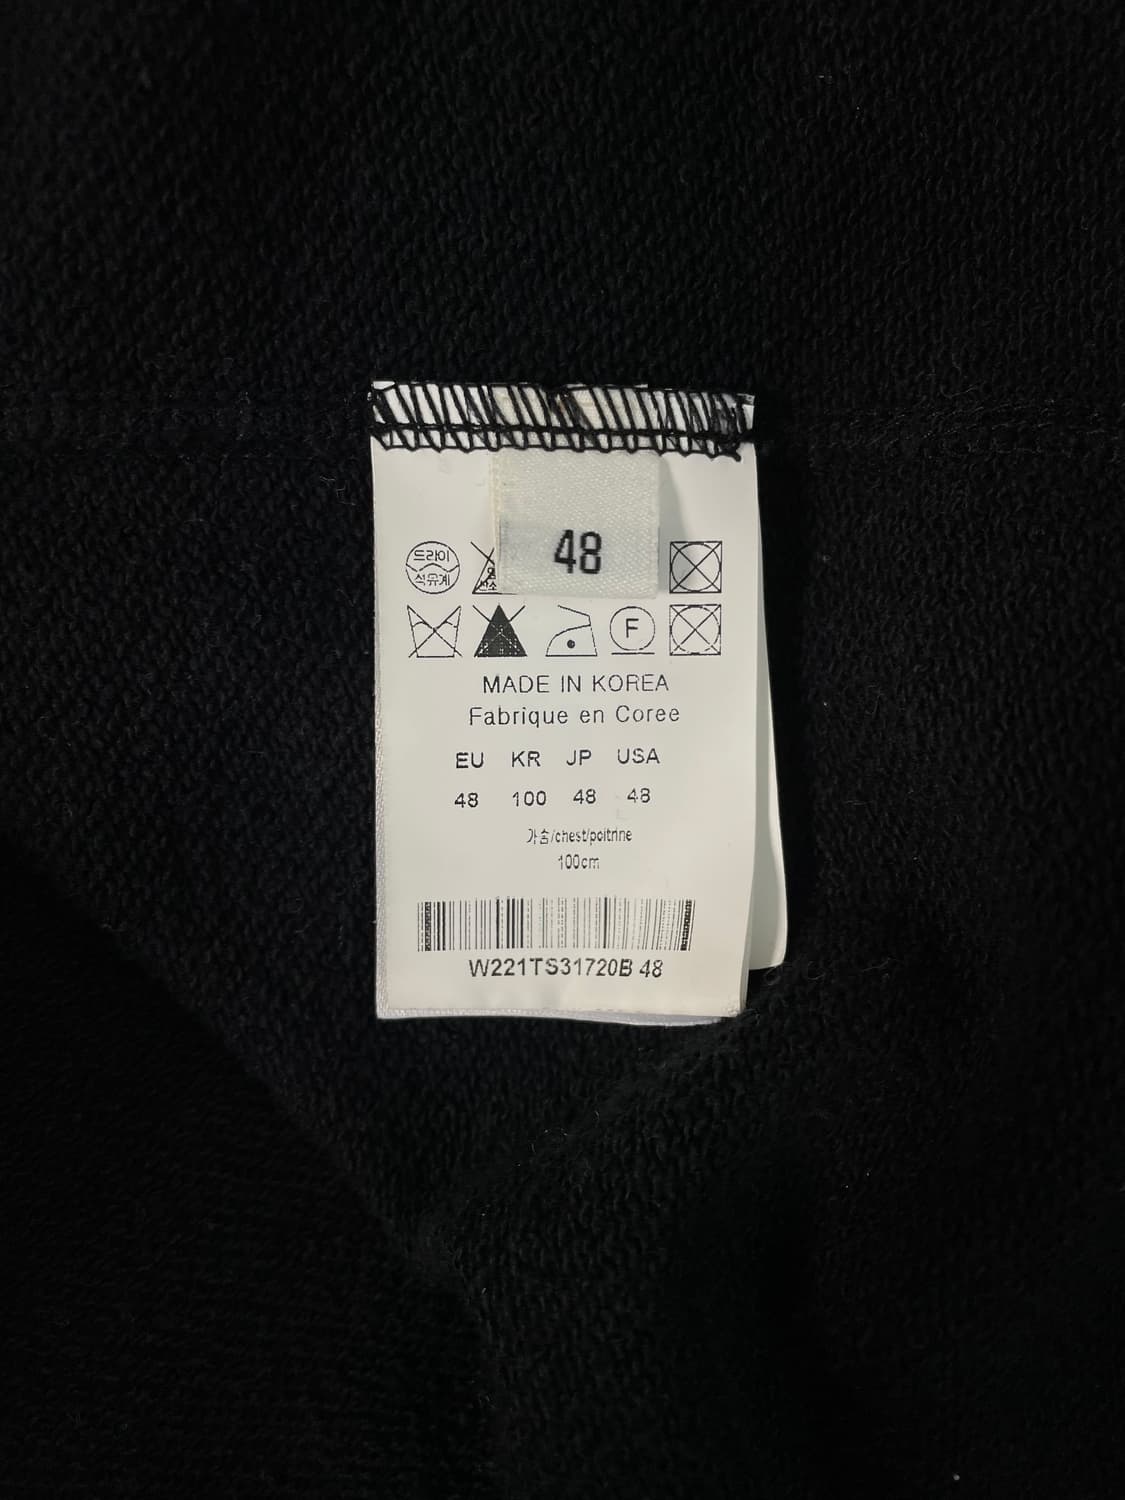 48
드라이
석유계
F
MADE IN KOREA
Fabrique en Coree
EU KR JP USA
48 100 48 48
가슴/chest/poitrine
100cm
W221TS31720B 48